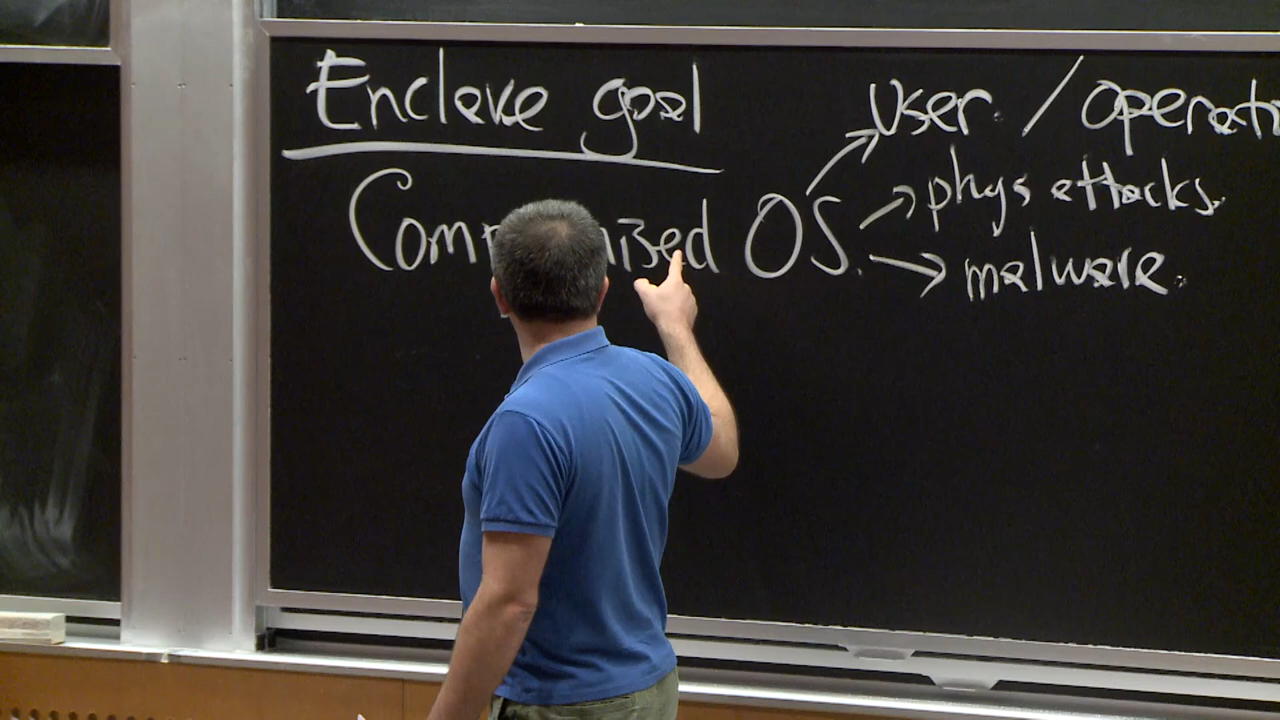 Enclave goal
user / operat
Compromised OS.
phys attacks.
malware.